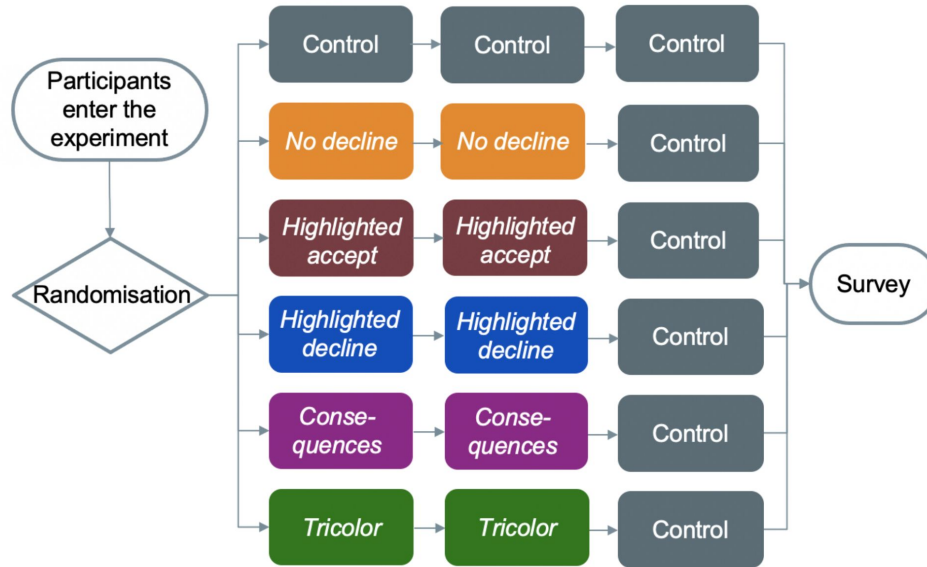 Participants
enter the
experiment
Randomisation
Control
Control
Control
No decline
No decline
Control
Highlighted
accept
Highlighted
accept
Control
Highlighted
decline
Highlighted
decline
Control
Conse-
quences
Conse-
quences
Control
Tricolor
Tricolor
Control
Survey